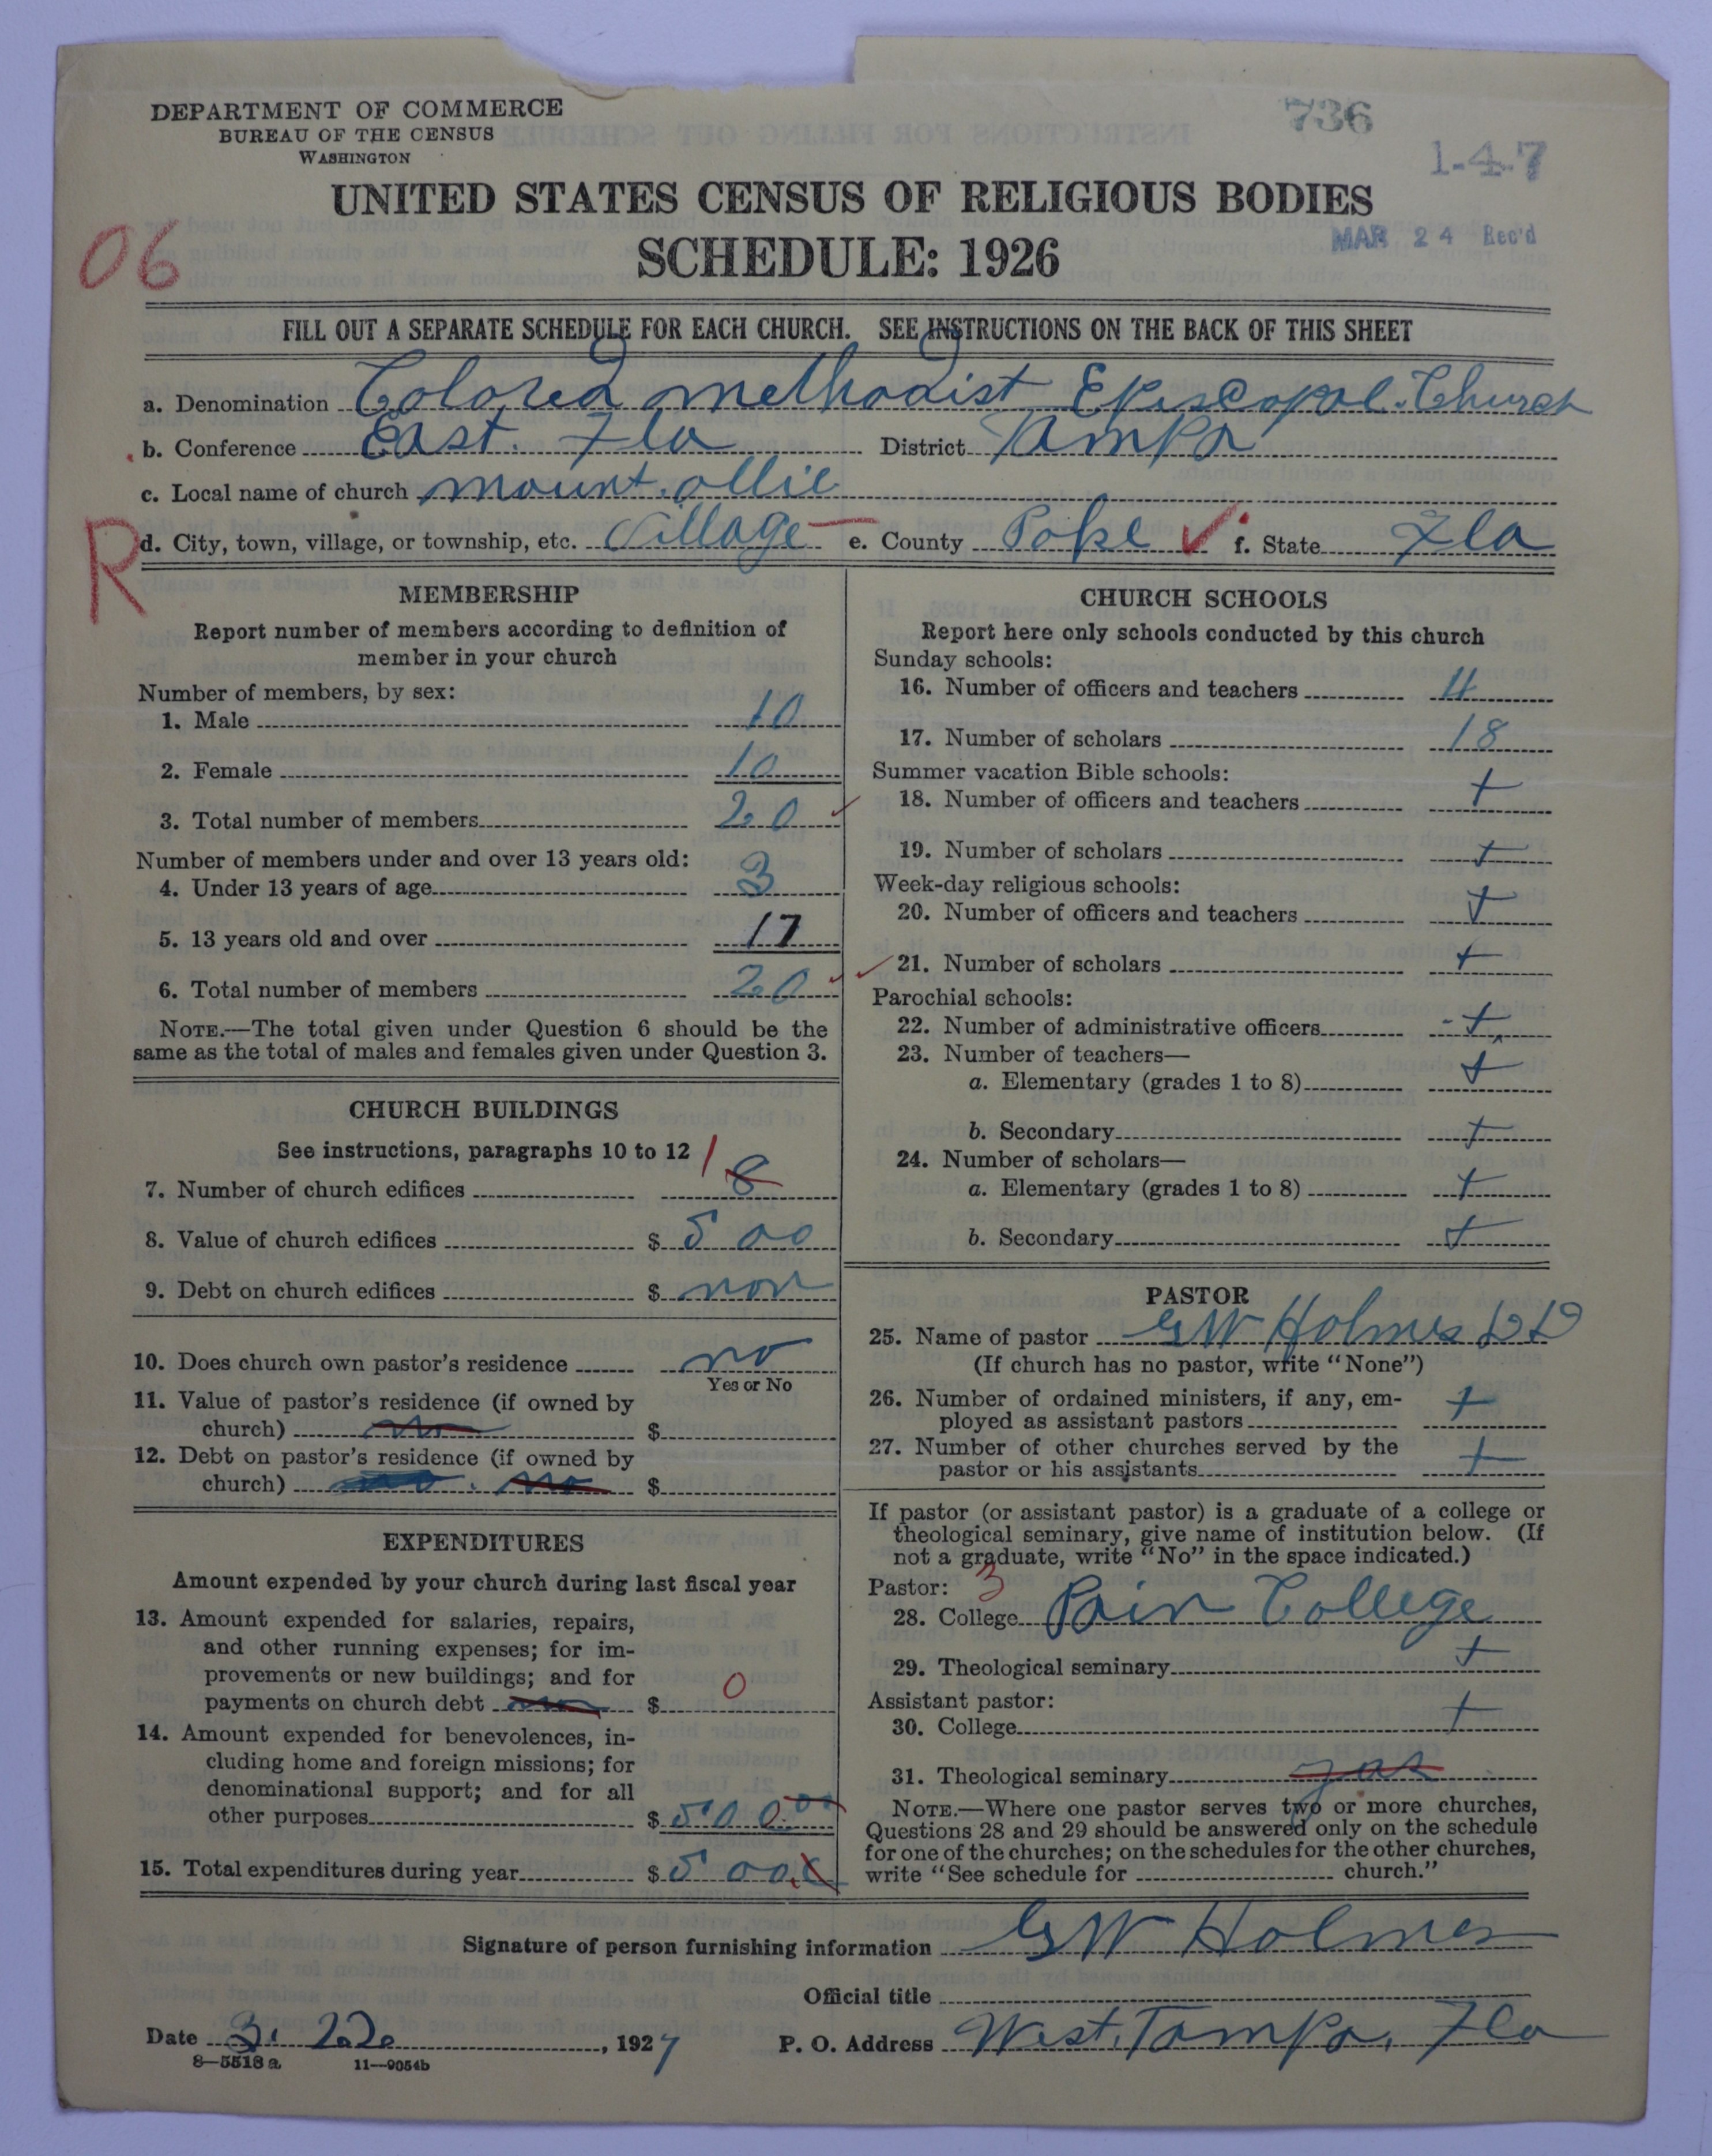 DEPARTMENT OF COMMERCE
BUREAU OF THE CENSUS
WASHINGTON
736
1-4-7
UNITED STATES CENSUS OF RELIGIOUS BODIES
SCHEDULE: 1926
MAR 24 Rec'd
06
FILL OUT A SEPARATE SCHEDULE FOR EACH CHURCH. SEE INSTRUCTIONS ON THE BACK OF THIS SHEET
a. Denomination Colored methodist Episcopal Church
b. Conference East. Fla District Tampa
c. Local name of church mount. ollie
R
d. City, town, village, or township, etc. Village e. County Poke f. State Fla
MEMBERSHIP
Report number of members according to definition of
member in your church
Number of members, by sex:
1. Male 10
2. Female 10
3. Total number of members 20
Number of members under and over 13 years old:
4. Under 13 years of age 3
5. 13 years old and over 17
6. Total number of members 20
NOTE.—The total given under Question 6 should be the
same as the total of males and females given under Question 3.
CHURCH BUILDINGS
See instructions, paragraphs 10 to 12
7. Number of church edifices 1 8
8. Value of church edifices $ 500
9. Debt on church edifices $ non
10. Does church own pastor's residence no
Yes or No
11. Value of pastor's residence (if owned by
church) no $
12. Debt on pastor's residence (if owned by
church) no $
EXPENDITURES
Amount expended by your church during last fiscal year
13. Amount expended for salaries, repairs,
and other running expenses; for im-
provements or new buildings; and for
payments on church debt $ 0
14. Amount expended for benevolences, in-
cluding home and foreign missions; for
denominational support; and for all
other purposes $ 500.00
15. Total expenditures during year $ 500
CHURCH SCHOOLS
Report here only schools conducted by this church
Sunday schools:
16. Number of officers and teachers 4
17. Number of scholars 18
Summer vacation Bible schools:
18. Number of officers and teachers +
19. Number of scholars +
Week-day religious schools:
20. Number of officers and teachers +
21. Number of scholars +
Parochial schools:
22. Number of administrative officers +
23. Number of teachers—
a. Elementary (grades 1 to 8) +
b. Secondary +
24. Number of scholars—
a. Elementary (grades 1 to 8) +
b. Secondary +
PASTOR
25. Name of pastor GW Holmes DD
(If church has no pastor, write "None")
26. Number of ordained ministers, if any, em-
ployed as assistant pastors +
27. Number of other churches served by the
pastor or his assistants +
If pastor (or assistant pastor) is a graduate of a college or
theological seminary, give name of institution below. (If
not a graduate, write "No" in the space indicated.)
Pastor: 3
28. College Pain College
29. Theological seminary +
Assistant pastor:
30. College +
31. Theological seminary
NOTE.—Where one pastor serves two or more churches,
Questions 28 and 29 should be answered only on the schedule
for one of the churches; on the schedules for the other churches,
write "See schedule for church."
Signature of person furnishing information GW Holmes
Official title
Date 3. 22, 1927 P. O. Address West. Tampa, Fla
8—5518 a 11—9054b